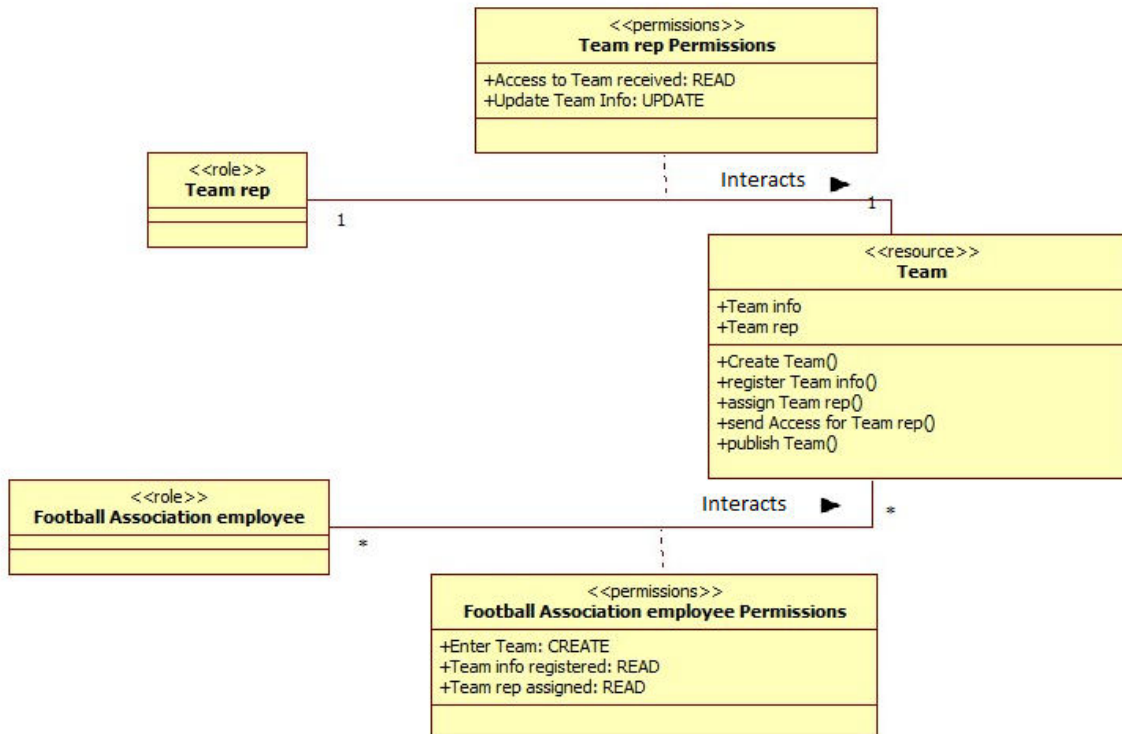 <<permissions>>
Team rep Permissions
+Access to Team received: READ
+Update Team Info: UPDATE
<<role>>
Team rep
Interacts
1
1
<<resource>>
Team
+Team info
+Team rep
+Create Team()
+register Team info()
+assign Team rep()
+send Access for Team rep()
+publish Team()
<<role>>
Football Association employee
Interacts
*
*
<<permissions>>
Football Association employee Permissions
+Enter Team: CREATE
+Team info registered: READ
+Team rep assigned: READ